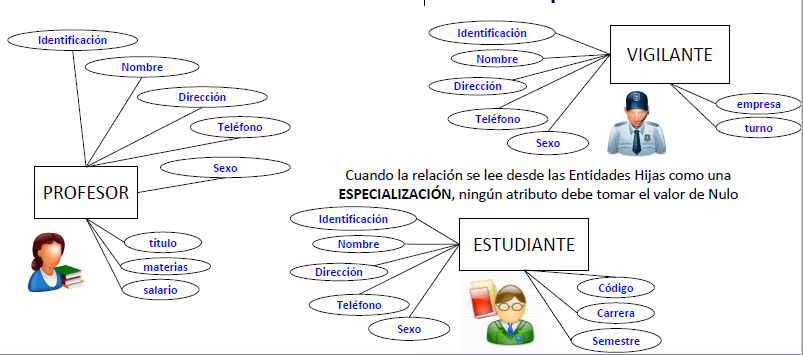 Identificación
Nombre
Dirección
Teléfono
Sexo
PROFESOR
título
materias
salario
Identificación
Nombre
Dirección
Teléfono
Sexo
VIGILANTE
empresa
turno
Cuando la relación se lee desde las Entidades Hijas como una
ESPECIALIZACIÓN, ningún atributo debe tomar el valor de Nulo
Identificación
Nombre
Dirección
Teléfono
Sexo
ESTUDIANTE
Código
Carrera
Semestre